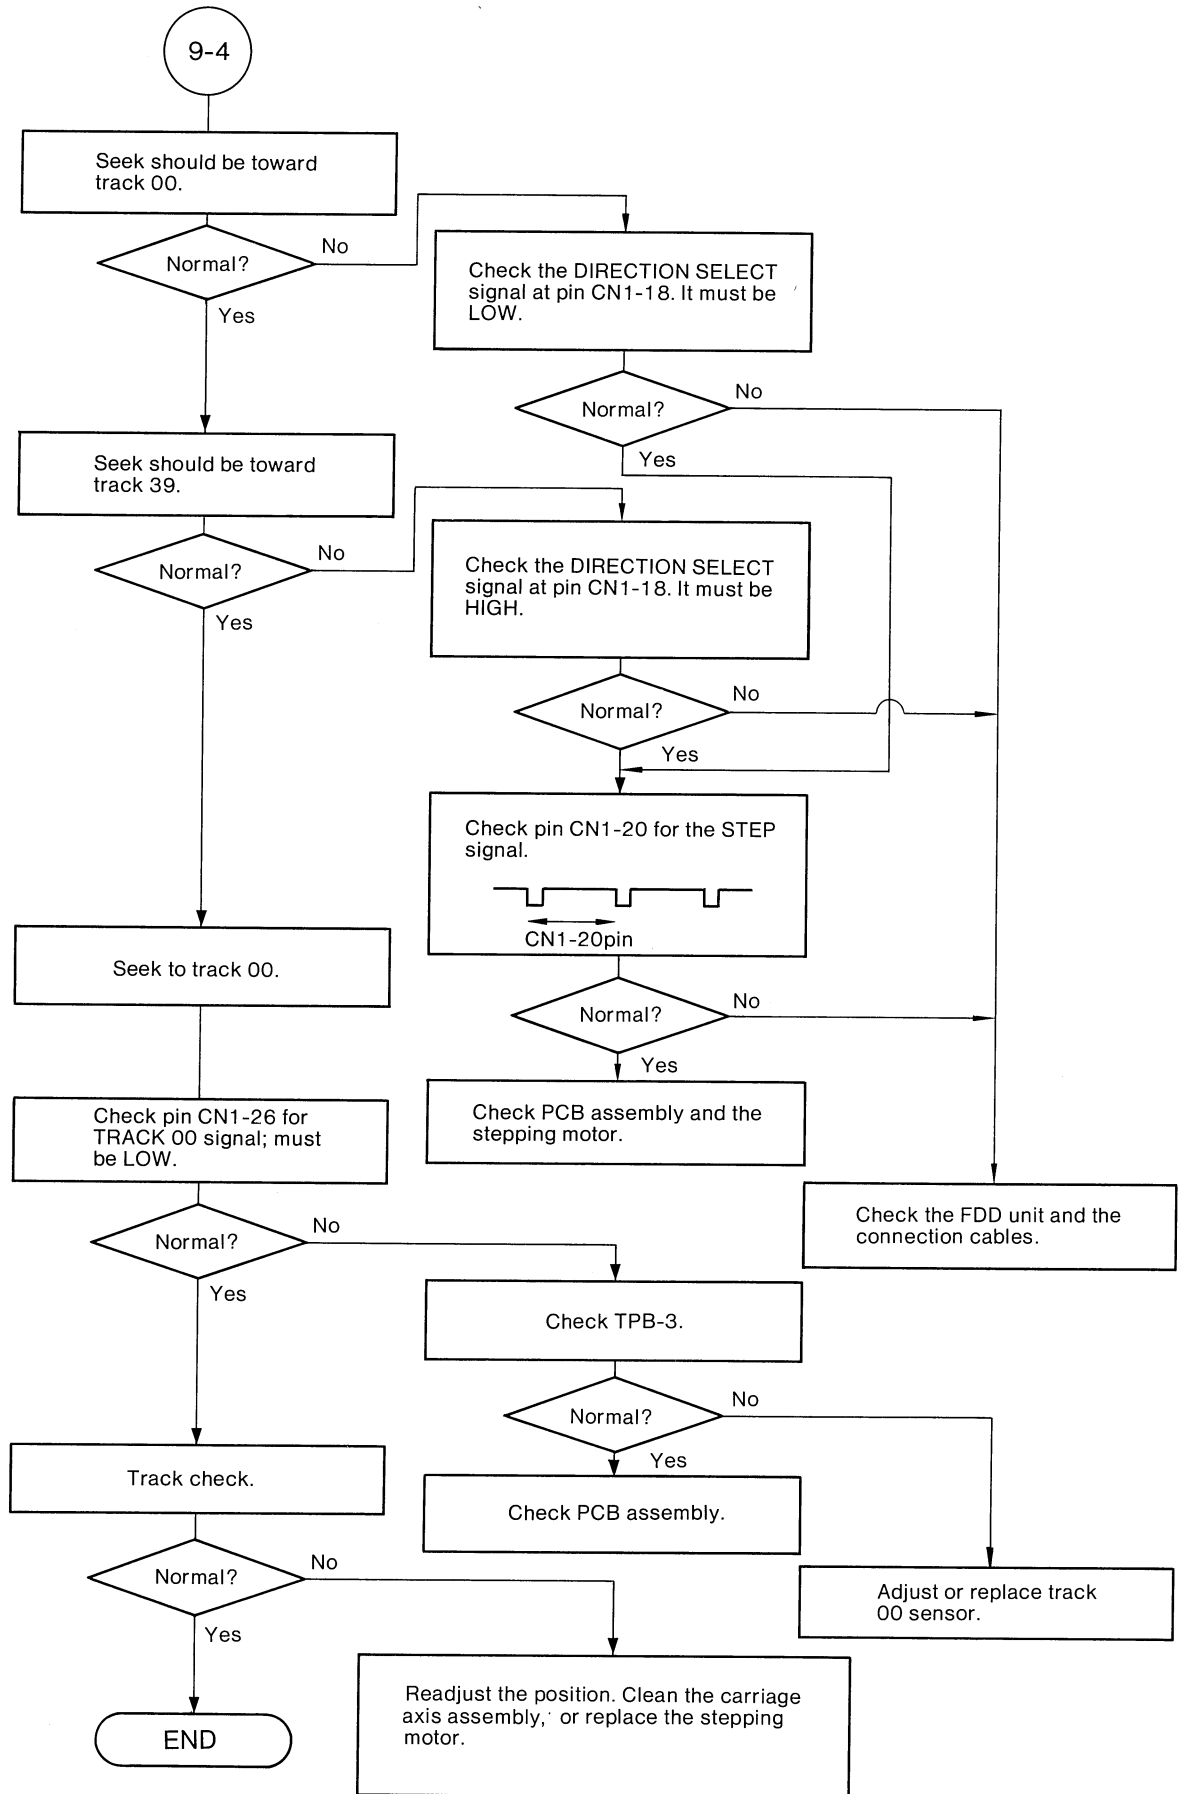 9-4
Seek should be toward
track 00.
Normal?
No
Yes
Check the DIRECTION SELECT
signal at pin CN1-18. It must be
LOW.
Normal?
No
Yes
Seek should be toward
track 39.
Normal?
No
Yes
Check the DIRECTION SELECT
signal at pin CN1-18. It must be
HIGH.
Normal?
No
Yes
Check pin CN1-20 for the STEP
signal.
CN1-20pin
Normal?
No
Yes
Check PCB assembly and the
stepping motor.
Check the FDD unit and the
connection cables.
Seek to track 00.
Check pin CN1-26 for
TRACK 00 signal; must
be LOW.
Normal?
No
Yes
Check TPB-3.
Normal?
No
Yes
Check PCB assembly.
Adjust or replace track
00 sensor.
Track check.
Normal?
No
Yes
Readjust the position. Clean the carriage
axis assembly, or replace the stepping
motor.
END